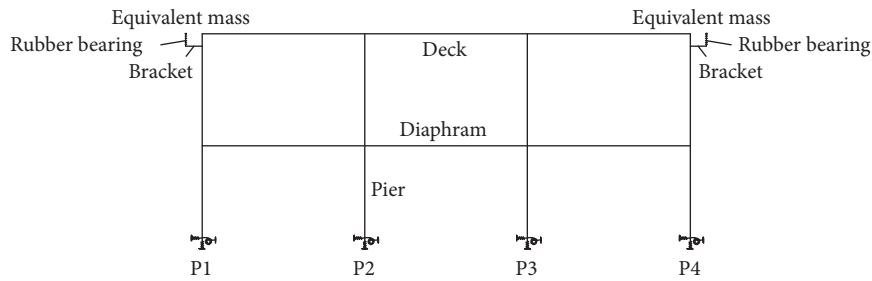 Equivalent mass
Equivalent mass
Rubber bearing
Deck
Rubber bearing
Bracket
Bracket
Diaphram
Pier
P1
P2
P3
P4